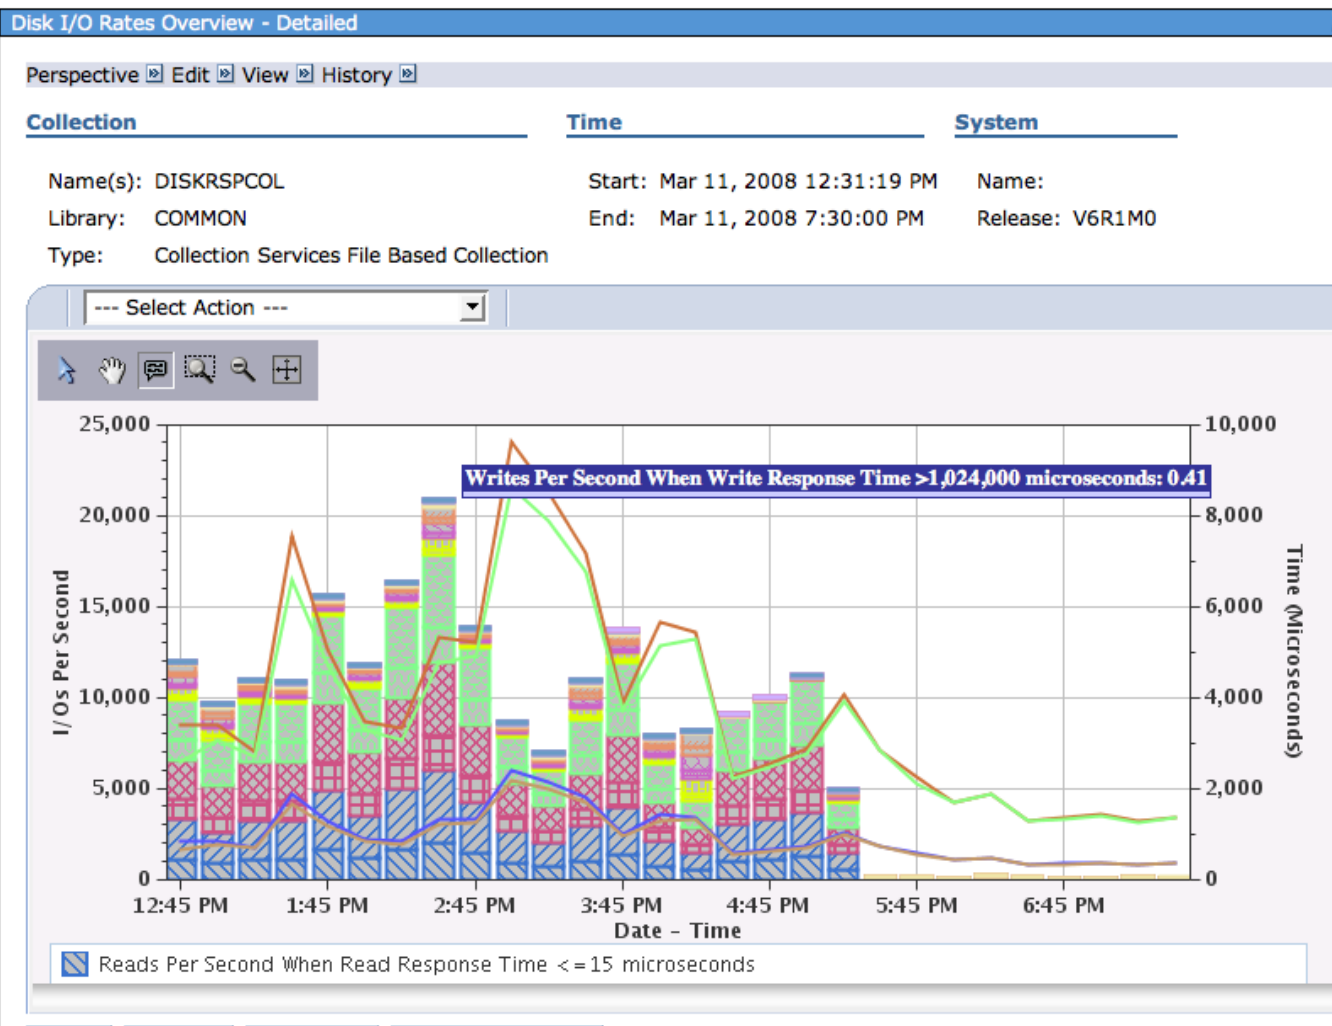 Disk I/O Rates Overview - Detailed
Perspective Edit View History
Collection Time System
Name(s): DISKRSPCOL Start: Mar 11, 2008 12:31:19 PM Name:
Library: COMMON End: Mar 11, 2008 7:30:00 PM Release: V6R1M0
Type: Collection Services File Based Collection
--- Select Action ---
25,000 10,000
Writes Per Second When Write Response Time >1,024,000 microseconds: 0.41
20,000 8,000
I/Os Per Second
Time (Microseconds)
15,000 6,000
10,000 4,000
5,000 2,000
0 0
12:45 PM 1:45 PM 2:45 PM 3:45 PM 4:45 PM 5:45 PM 6:45 PM
Date - Time
Reads Per Second When Read Response Time <=15 microseconds